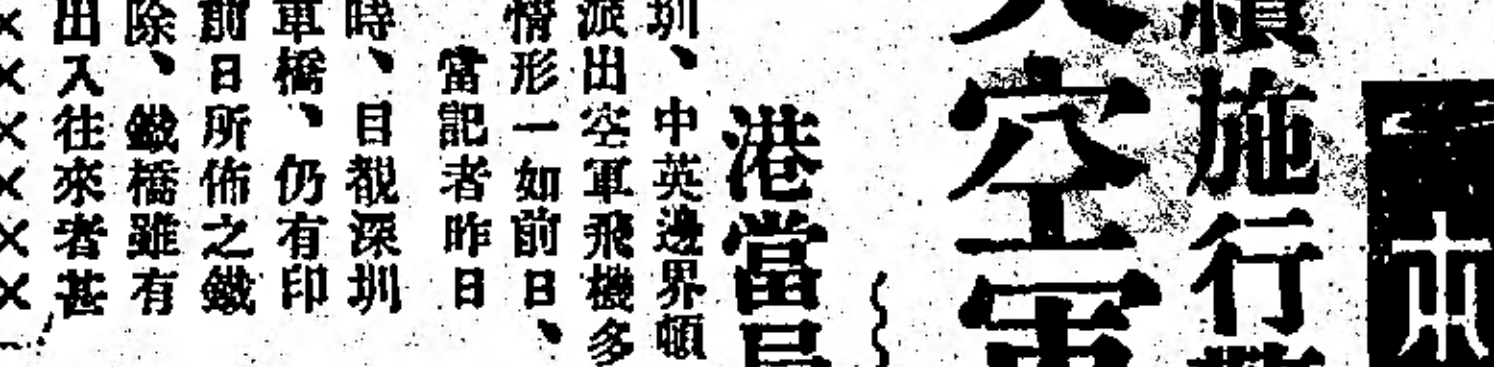 施行
空軍
港當局
圳、中英邊界頓
派出空軍飛機多
情形一如前日、
當記者昨日
時、目覩深圳
車橋、仍有印
前日所佈之鐵
除、鐵橋雖有
出入往來者甚
××××××